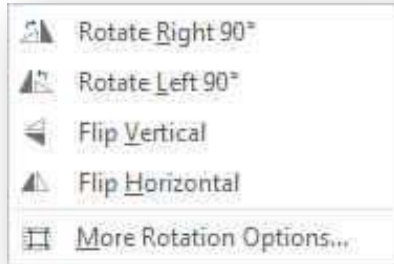 Rotate Right 90°
Rotate Left 90°
Flip Vertical
Flip Horizontal
More Rotation Options...